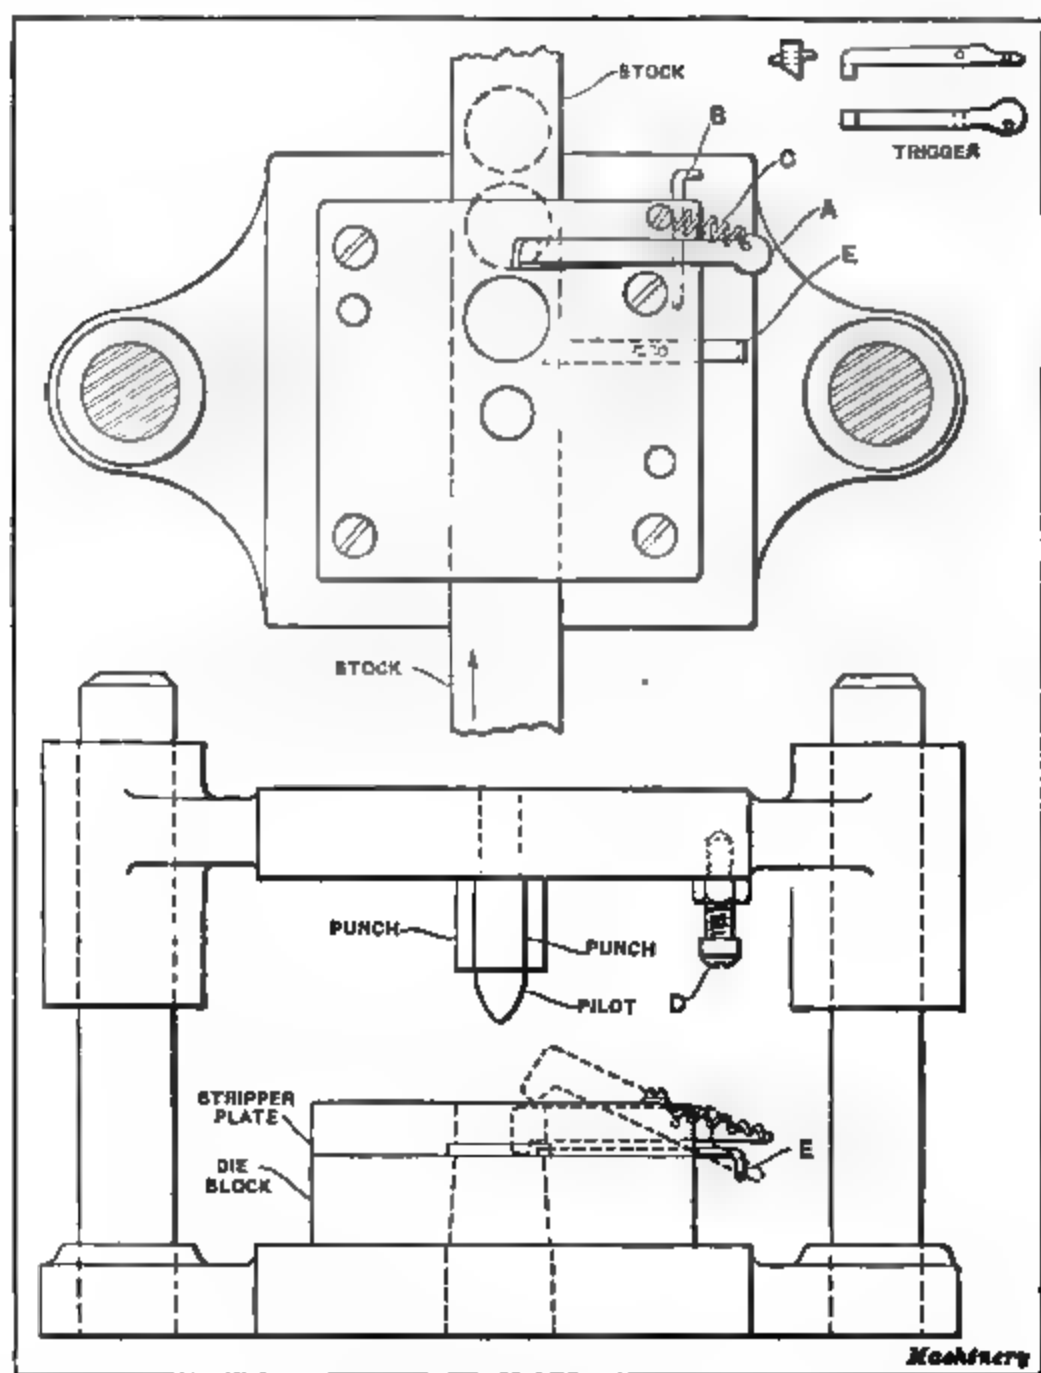 STOCK
B
C
TRIGGER
A
E
STOCK
PUNCH
PUNCH
PILOT
D
STRIPPER
PLATE
DIE
BLOCK
E
Machinery